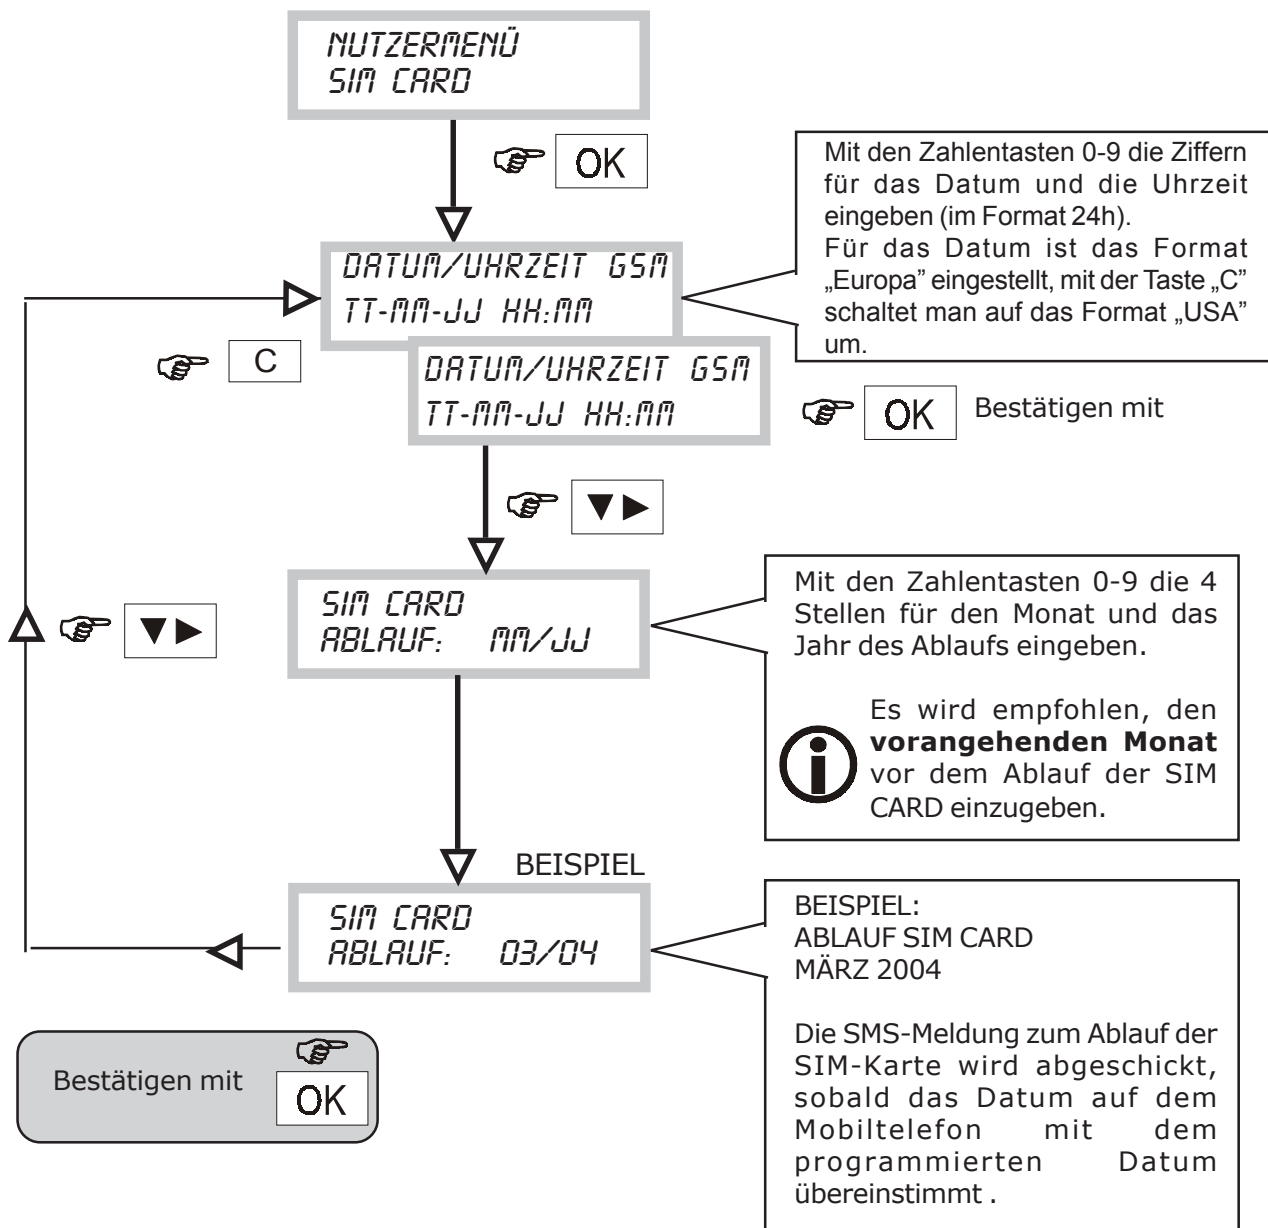 NUTZERMENÜ
SIM CARD
OK
Mit den Zahlentasten 0-9 die Ziffern
für das Datum und die Uhrzeit
eingeben (im Format 24h).
Für das Datum ist das Format
„Europa” eingestellt, mit der Taste „C”
schaltet man auf das Format „USA”
um.
DATUM/UHRZEIT GSM
TT-MM-JJ HH:MM
C
DATUM/UHRZEIT GSM
TT-MM-JJ HH:MM
OK Bestätigen mit
▼►
SIM CARD
ABLAUF: MM/JJ
▼►
Mit den Zahlentasten 0-9 die 4
Stellen für den Monat und das
Jahr des Ablaufs eingeben.
Es wird empfohlen, den
vorangehenden Monat
vor dem Ablauf der SIM
CARD einzugeben.
BEISPIEL
SIM CARD
ABLAUF: 03/04
BEISPIEL:
ABLAUF SIM CARD
MÄRZ 2004
Die SMS-Meldung zum Ablauf der
SIM-Karte wird abgeschickt,
sobald das Datum auf dem
Mobiltelefon mit dem
programmierten Datum
übereinstimmt .
Bestätigen mit
OK